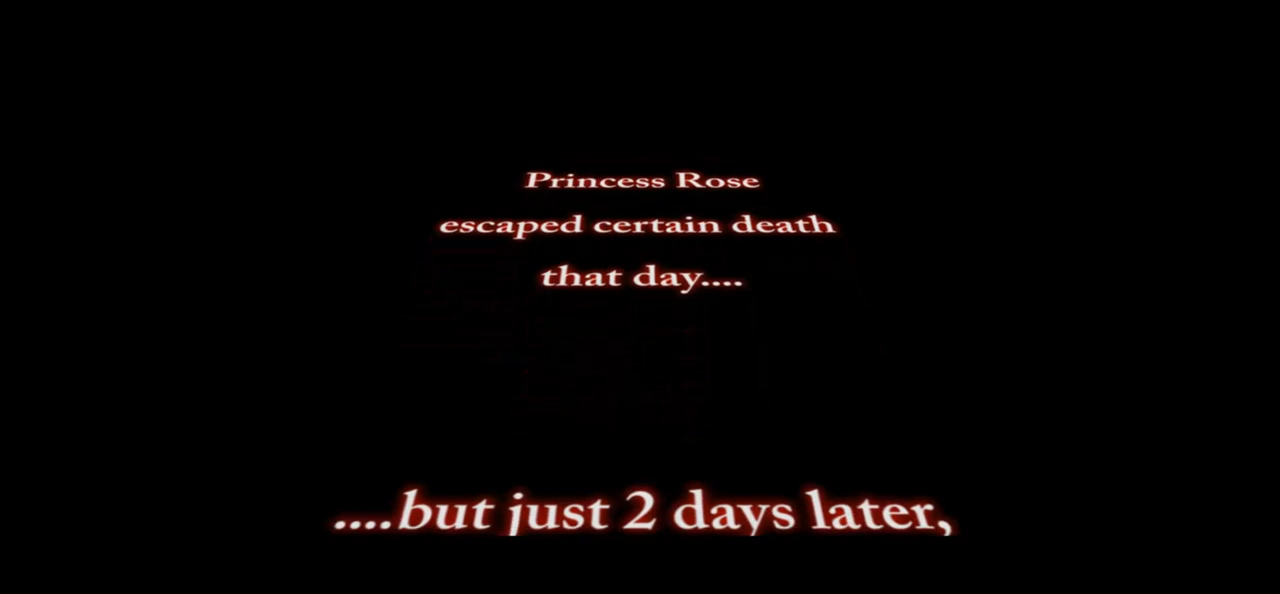 Princess Rose
escaped certain death
that day....
....but just 2 days later,